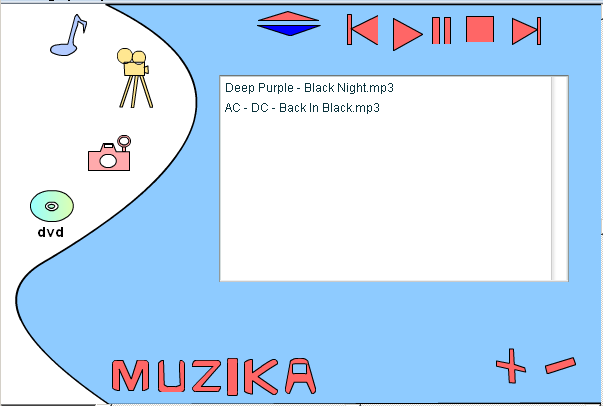 Deep Purple - Black Night.mp3
AC - DC - Back In Black.mp3
dvd
MUZIKA